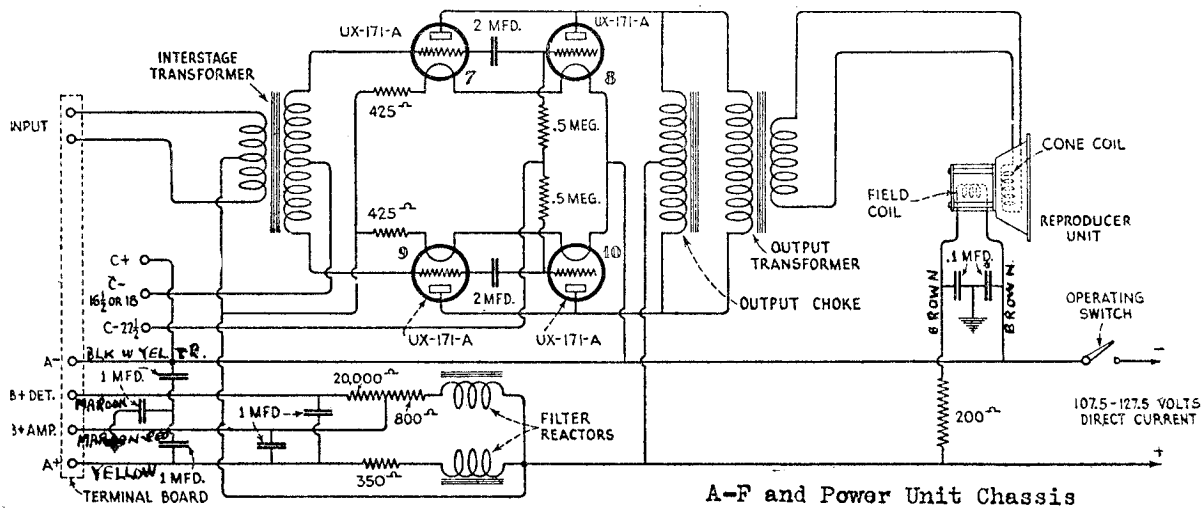 UX-171-A
2 MFD.
UX-171-A
INTERSTAGE
TRANSFORMER
7
8
425 Ω
.5 MEG.
INPUT
CONE COIL
FIELD
COIL
REPRODUCER
UNIT
.5 MEG.
425 Ω
9
10
2 MFD.
OUTPUT
TRANSFORMER
.1 MFD.
C+
C-
16½ OR 18
C-22½
OUTPUT CHOKE
BROWN
BROWN
OPERATING
SWITCH
UX-171-A
UX-171-A
A-
BLK W YEL TR.
-
1 MFD.
20,000 Ω
B+ DET.
MAROON
1 MFD
800 Ω
FILTER
REACTORS
200 Ω
107.5-127.5 VOLTS
DIRECT CURRENT
B+AMP.
MAROON-RED
A+
YELLOW
1 MFD.
350 Ω
+
TERMINAL BOARD
A-F and Power Unit Chassis